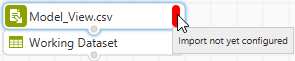 Model_View.csv
Working Dataset
Import not yet configured